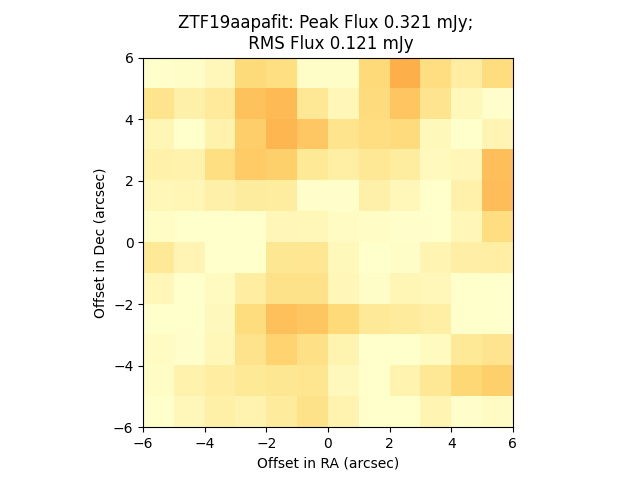 ZTF19aapafit: Peak Flux 0.321 mJy;
RMS Flux 0.121 mJy
6
4
2
0
−2
−4
−6
Offset in Dec (arcsec)
−6 −4 −2 0 2 4 6
Offset in RA (arcsec)